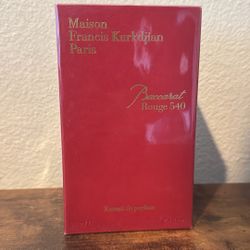 Maison
Francis Kurkdjian
Paris
Baccarat
Rouge 540
Extrait de parfum